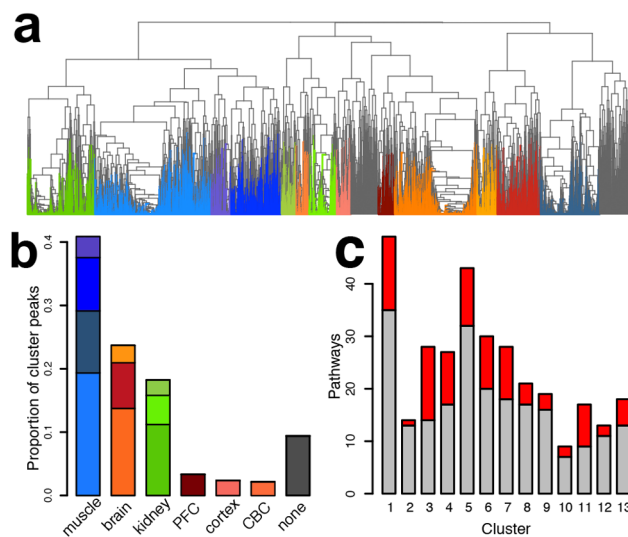 a
b
Proportion of cluster peaks
0.4
0.3
0.2
0.1
0.0
muscle
brain
kidney
PFC
cortex
CBC
none
c
Pathways
40
30
20
10
0
1 2 3 4 5 6 7 8 9 10 11 12 13
Cluster